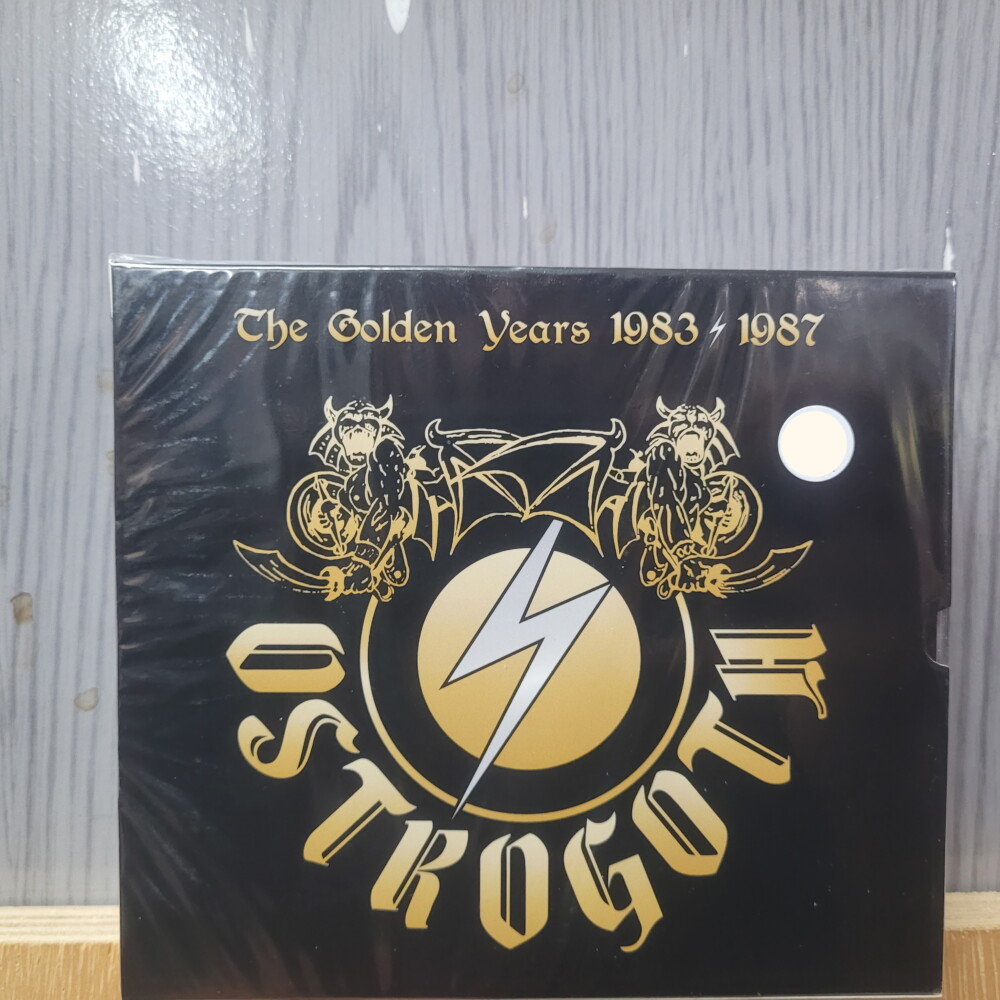 The Golden Years 1983 1987
OSTROGOTH